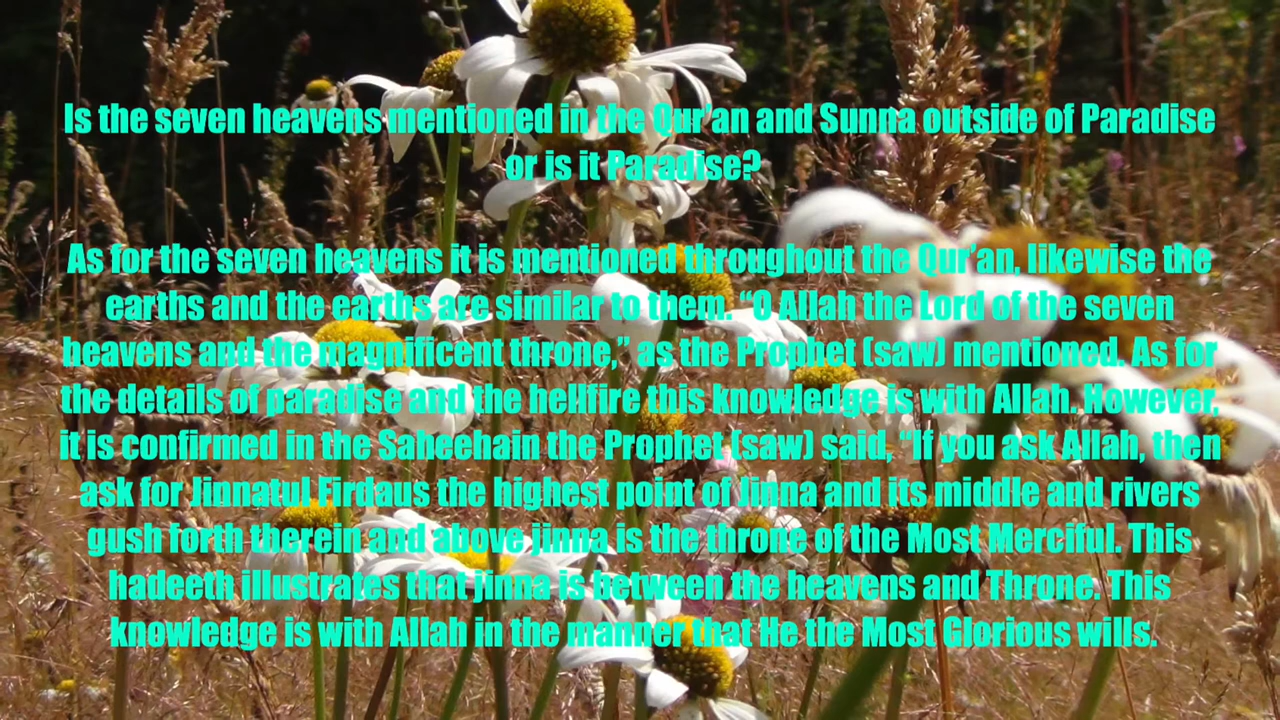 Is the seven heavens mentioned in the Qur'an and Sunna outside of Paradise
or is it Paradise?
As for the seven heavens it is mentioned throughout the Qur'an, likewise the
earths and the earths are similar to them. “O Allah the Lord of the seven
heavens and the magnificent throne,” as the Prophet (saw) mentioned. As for
the details of paradise and the hellfire this knowledge is with Allah. However,
it is confirmed in the Saheehain the Prophet (saw) said, “If you ask Allah, then
ask for Jinnatul Firdaus the highest point of Jinna and its middle and rivers
gush forth therein and above jinna is the throne of the Most Merciful. This
hadeeth illustrates that jinna is between the heavens and Throne. This
knowledge is with Allah in the manner that He the Most Glorious wills.